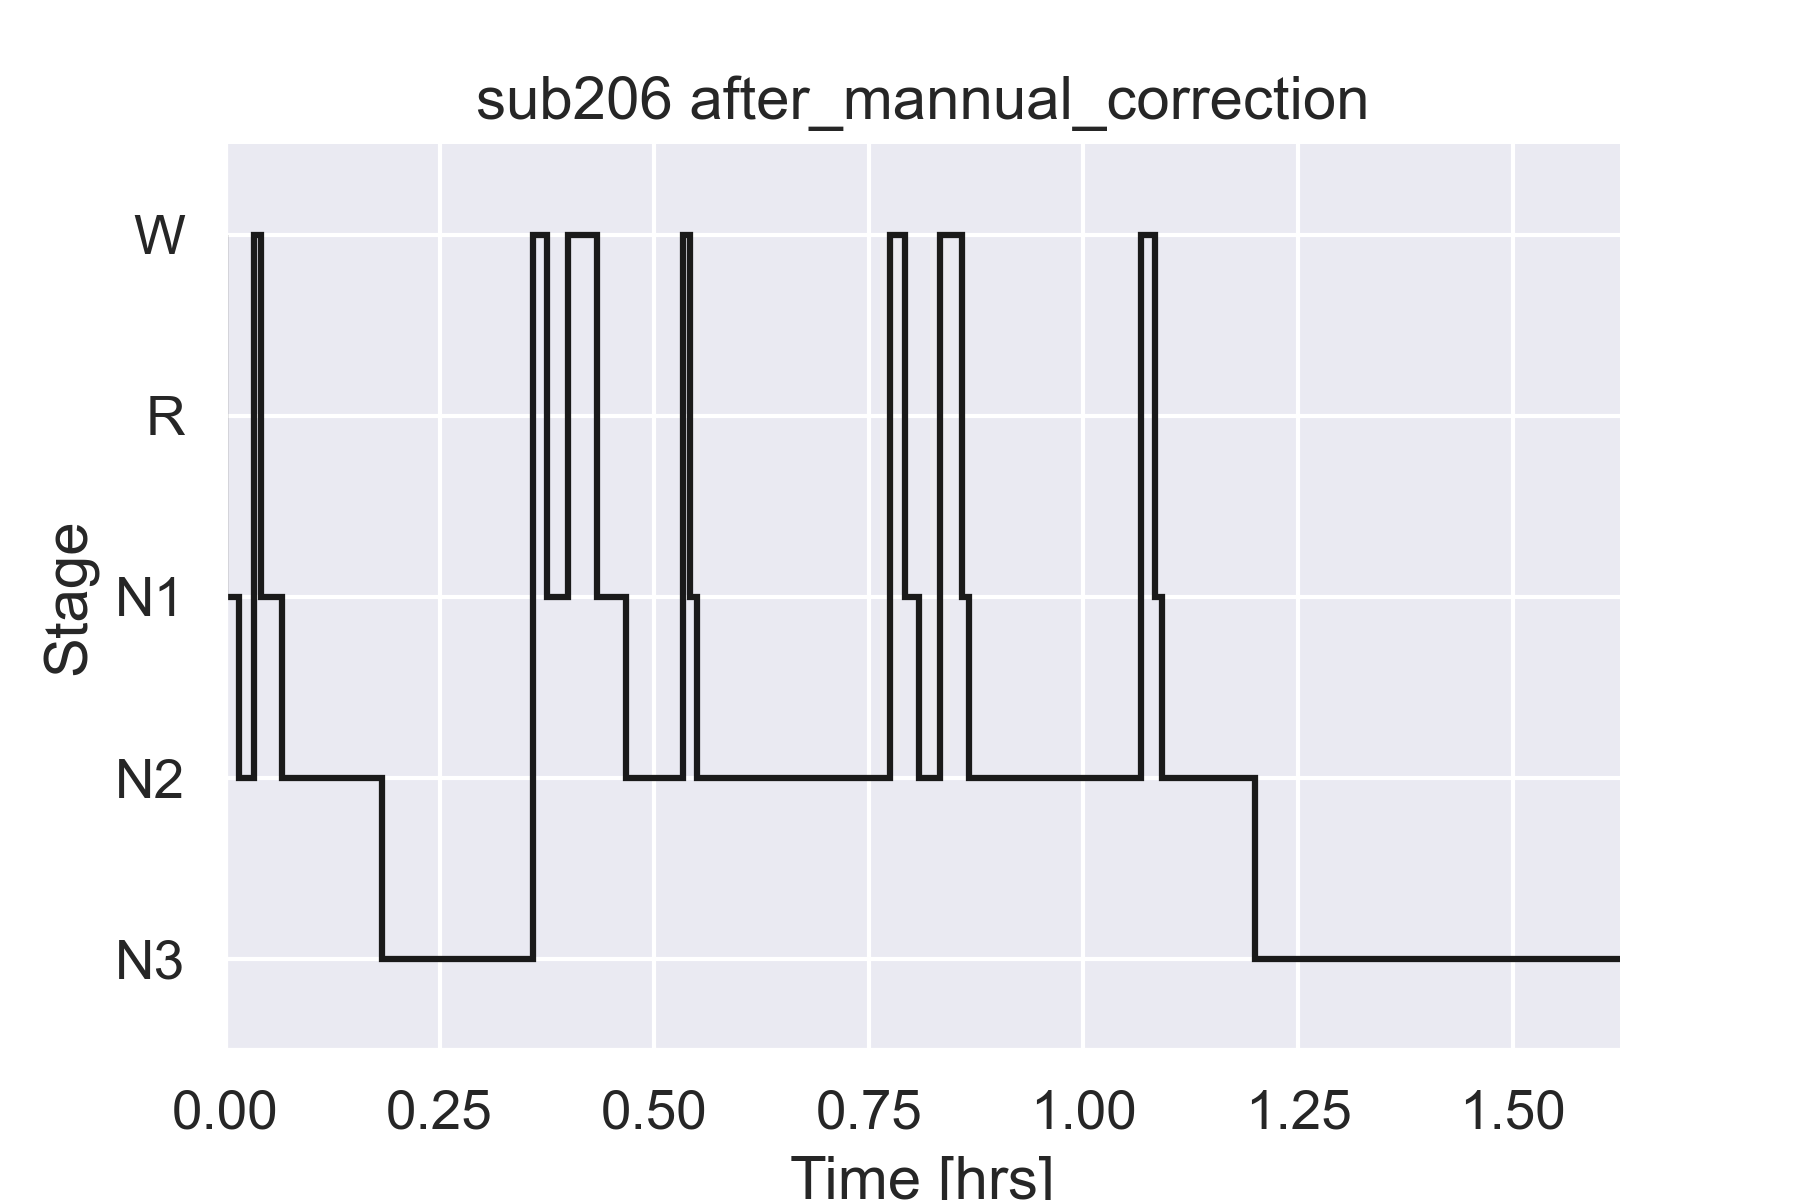 sub206 after_mannual_correction
W
R
N1
N2
N3
Stage
0.00 0.25 0.50 0.75 1.00 1.25 1.50
Time [hrs]